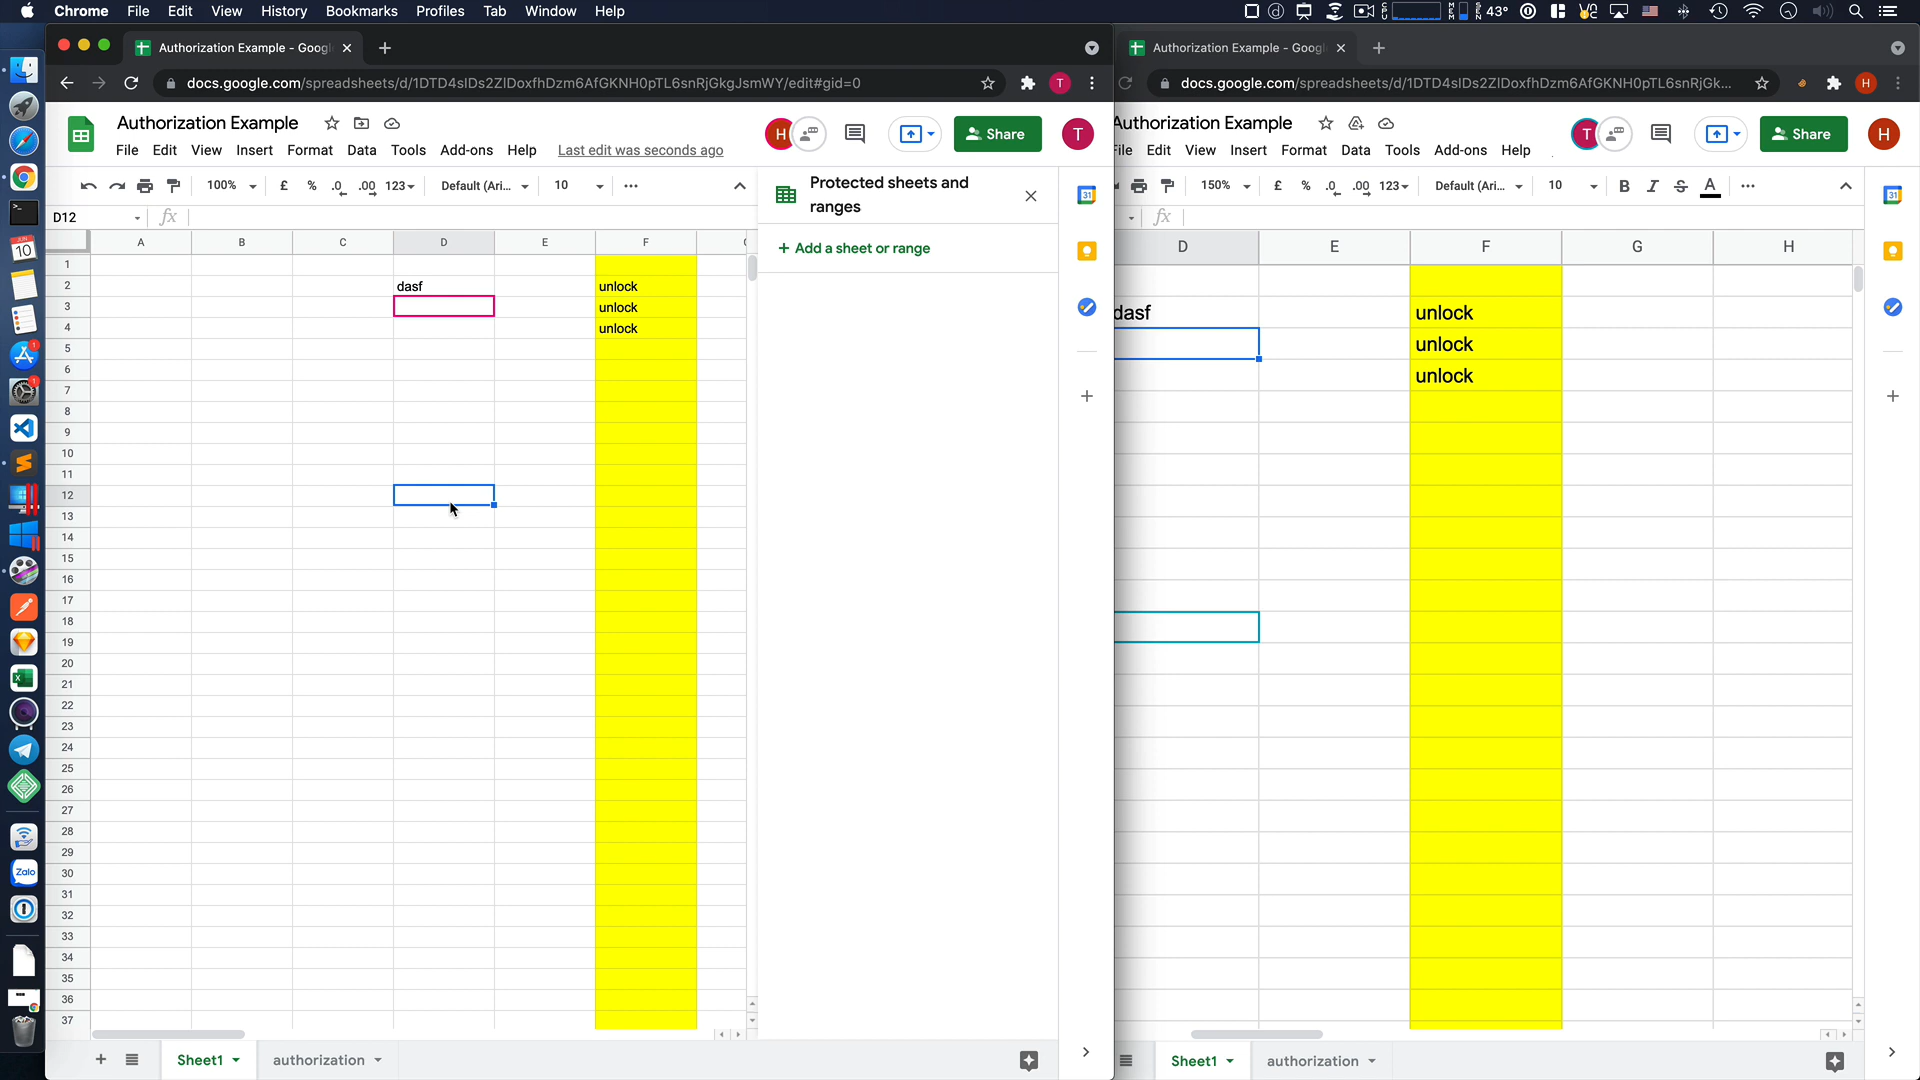 Chrome File Edit View History Bookmarks Profiles Tab Window Help 43°
Authorization Example - Googl
docs.google.com/spreadsheets/d/1DTD4sIDs2ZlDoxfhDzm6AfGKNH0pTL6snRjGkgJsmWY/edit#gid=0 T
Authorization Example
H Share T
File Edit View Insert Format Data Tools Add-ons Help Last edit was seconds ago
100% £ % .0 .00 123 Default (Ari... 10
D12 fx
A B C D E F
1
2 dasf unlock
3 unlock
4 unlock
5
6
7
8
9
10
11
12
13
14
15
16
17
18
19
20
21
22
23
24
25
26
27
28
29
30
31
32
33
34
35
36
37
Protected sheets and
ranges
+ Add a sheet or range
31
Sheet1 authorization
Authorization Example - Googl
docs.google.com/spreadsheets/d/1DTD4sIDs2ZlDoxfhDzm6AfGKNH0pTL6snRjGk... H
Authorization Example
T Share H
File Edit View Insert Format Data Tools Add-ons Help
150% £ % .0 .00 123 Default (Ari... 10 B I S A
fx
D E F G H
dasf unlock
unlock
unlock
31
Sheet1 authorization
JUN
10
1
1
Zalo